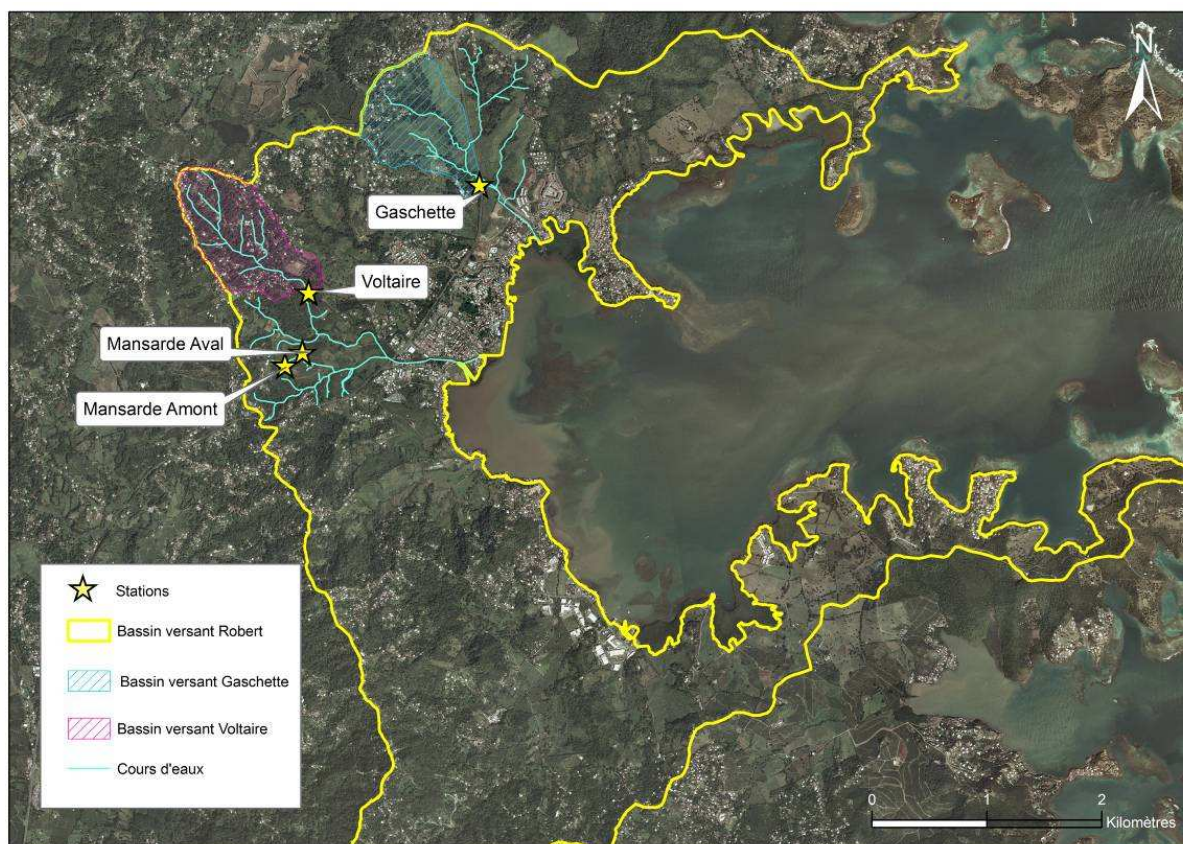 N
Gaschette
Voltaire
Mansarde Aval
Mansarde Amont
Stations
Bassin versant Robert
Bassin versant Gaschette
Bassin versant Voltaire
Cours d'eaux
0 1 2
Kilomètres